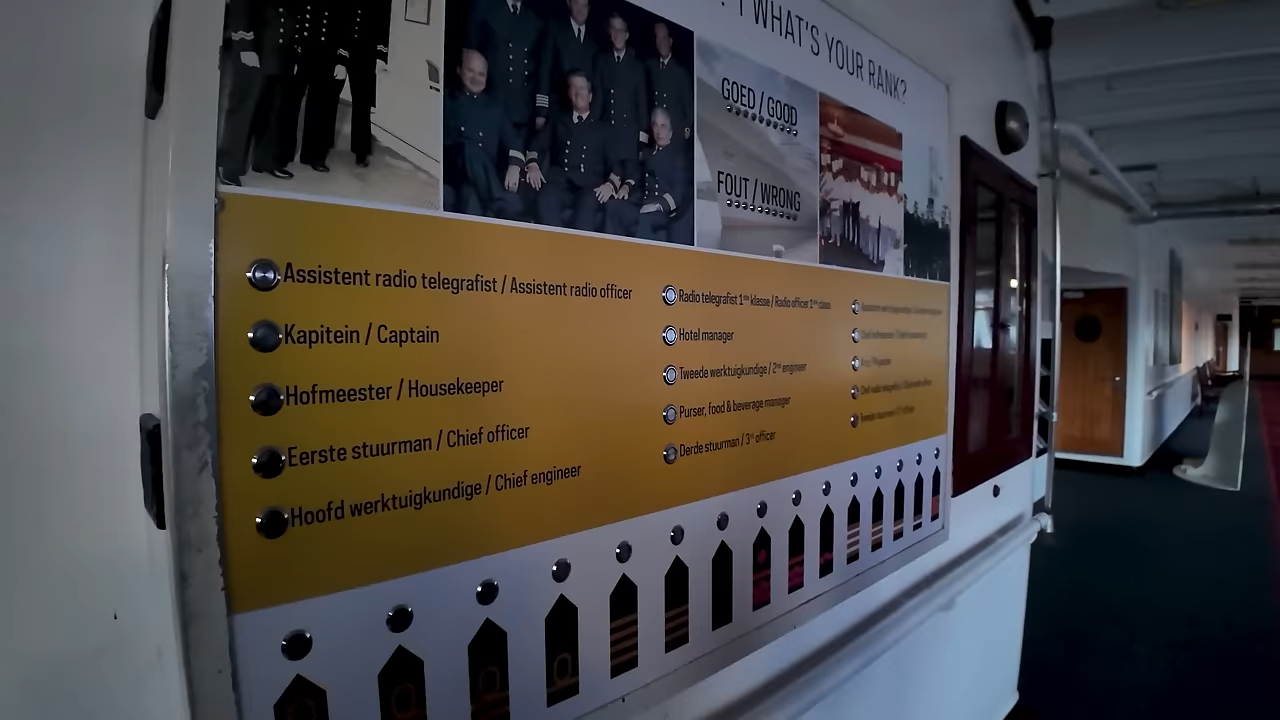 WHAT'S YOUR RANK?
GOED / GOOD
FOUT / WRONG
Assistent radio telegrafist / Assistent radio officer
Kapitein / Captain
Hofmeester / Housekeeper
Eerste stuurman / Chief officer
Hoofd werktuigkundige / Chief engineer
Radio telegrafist 1ste klasse / Radio officer 1st class
Hotel manager
Tweede werktuigkundige / 2nd engineer
Purser, food & beverage manager
Derde stuurman / 3rd officer